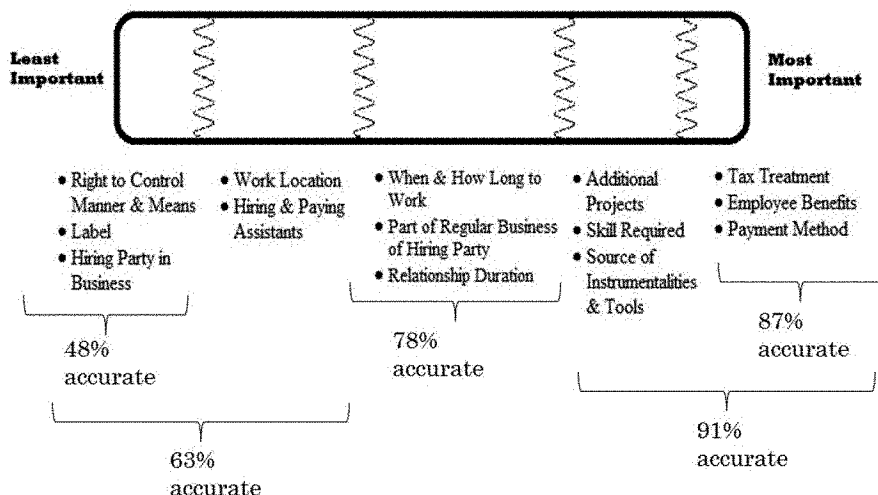 Least
Important
Most
Important
• Right to Control
Manner & Means
• Label
• Hiring Party in
Business
• Work Location
• Hiring & Paying
Assistants
• When & How Long to
Work
• Part of Regular Business
of Hiring Party
• Relationship Duration
• Additional
Projects
• Skill Required
• Source of
Instrumentalities
& Tools
• Tax Treatment
• Employee Benefits
• Payment Method
48%
accurate
78%
accurate
87%
accurate
63%
accurate
91%
accurate